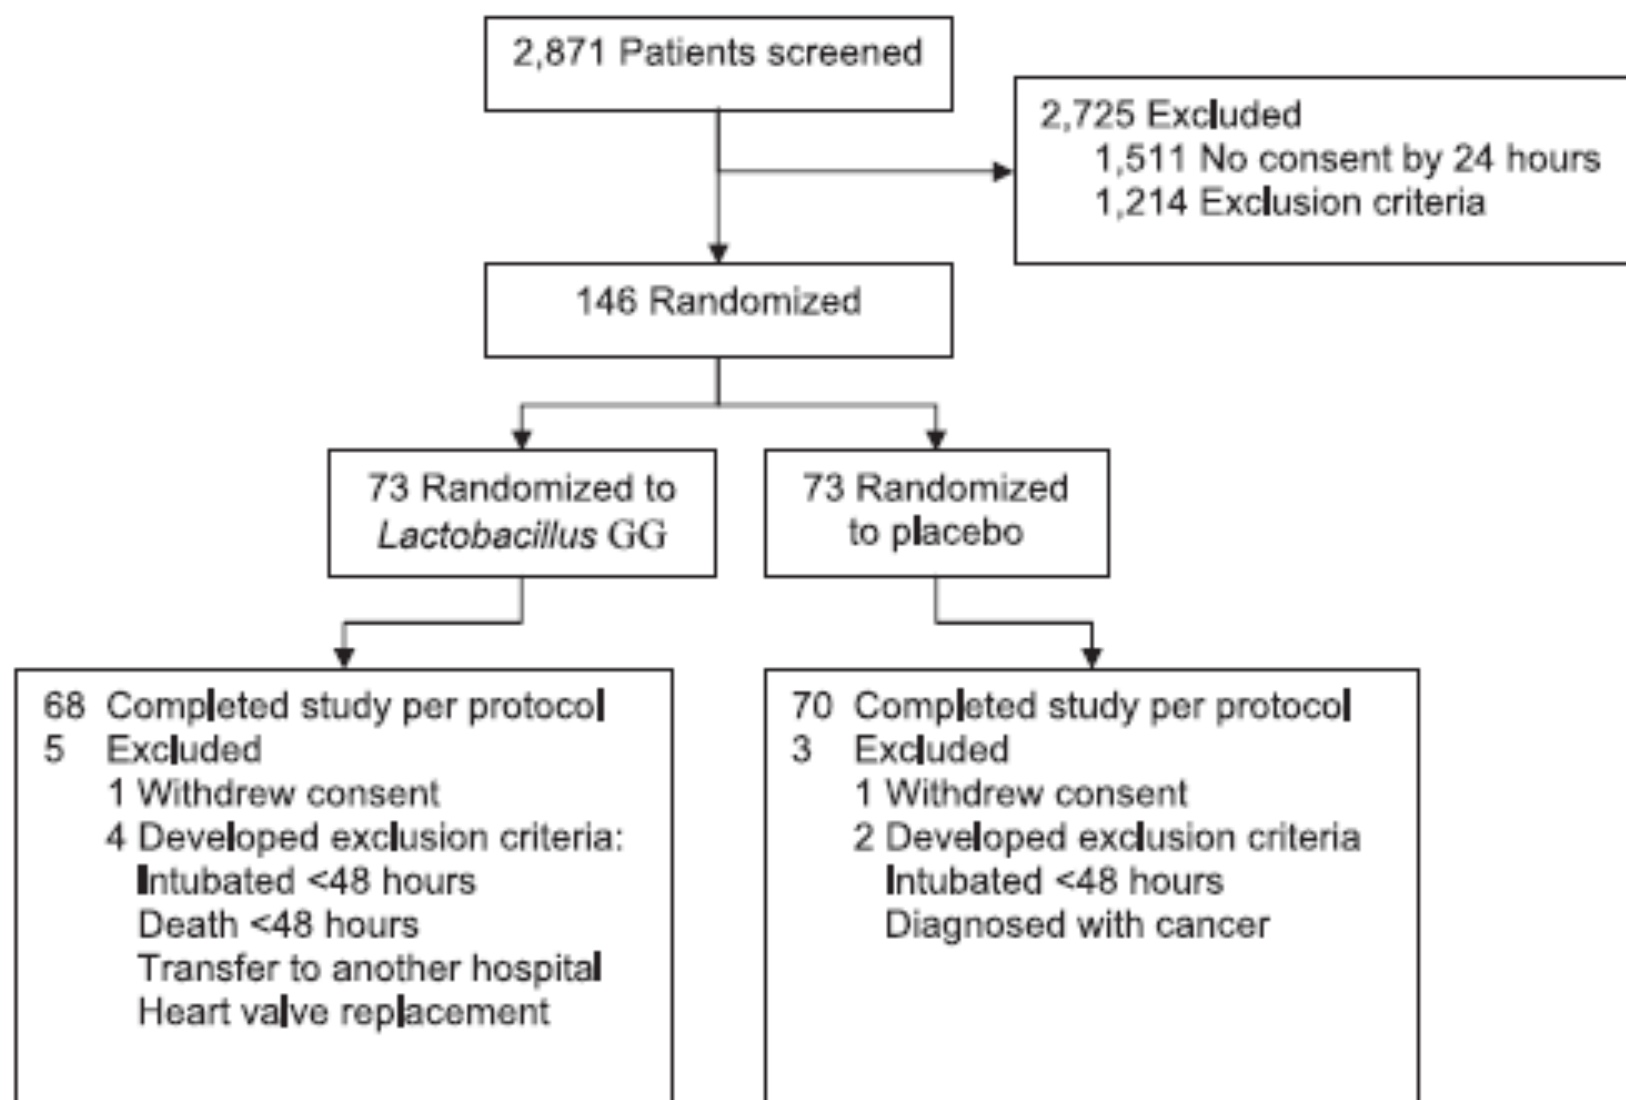 2,871 Patients screened
2,725 Excluded
1,511 No consent by 24 hours
1,214 Exclusion criteria
146 Randomized
73 Randomized to
Lactobacillus GG
73 Randomized
to placebo
68 Completed study per protocol
5 Excluded
1 Withdrew consent
4 Developed exclusion criteria:
Intubated <48 hours
Death <48 hours
Transfer to another hospital
Heart valve replacement
70 Completed study per protocol
3 Excluded
1 Withdrew consent
2 Developed exclusion criteria
Intubated <48 hours
Diagnosed with cancer